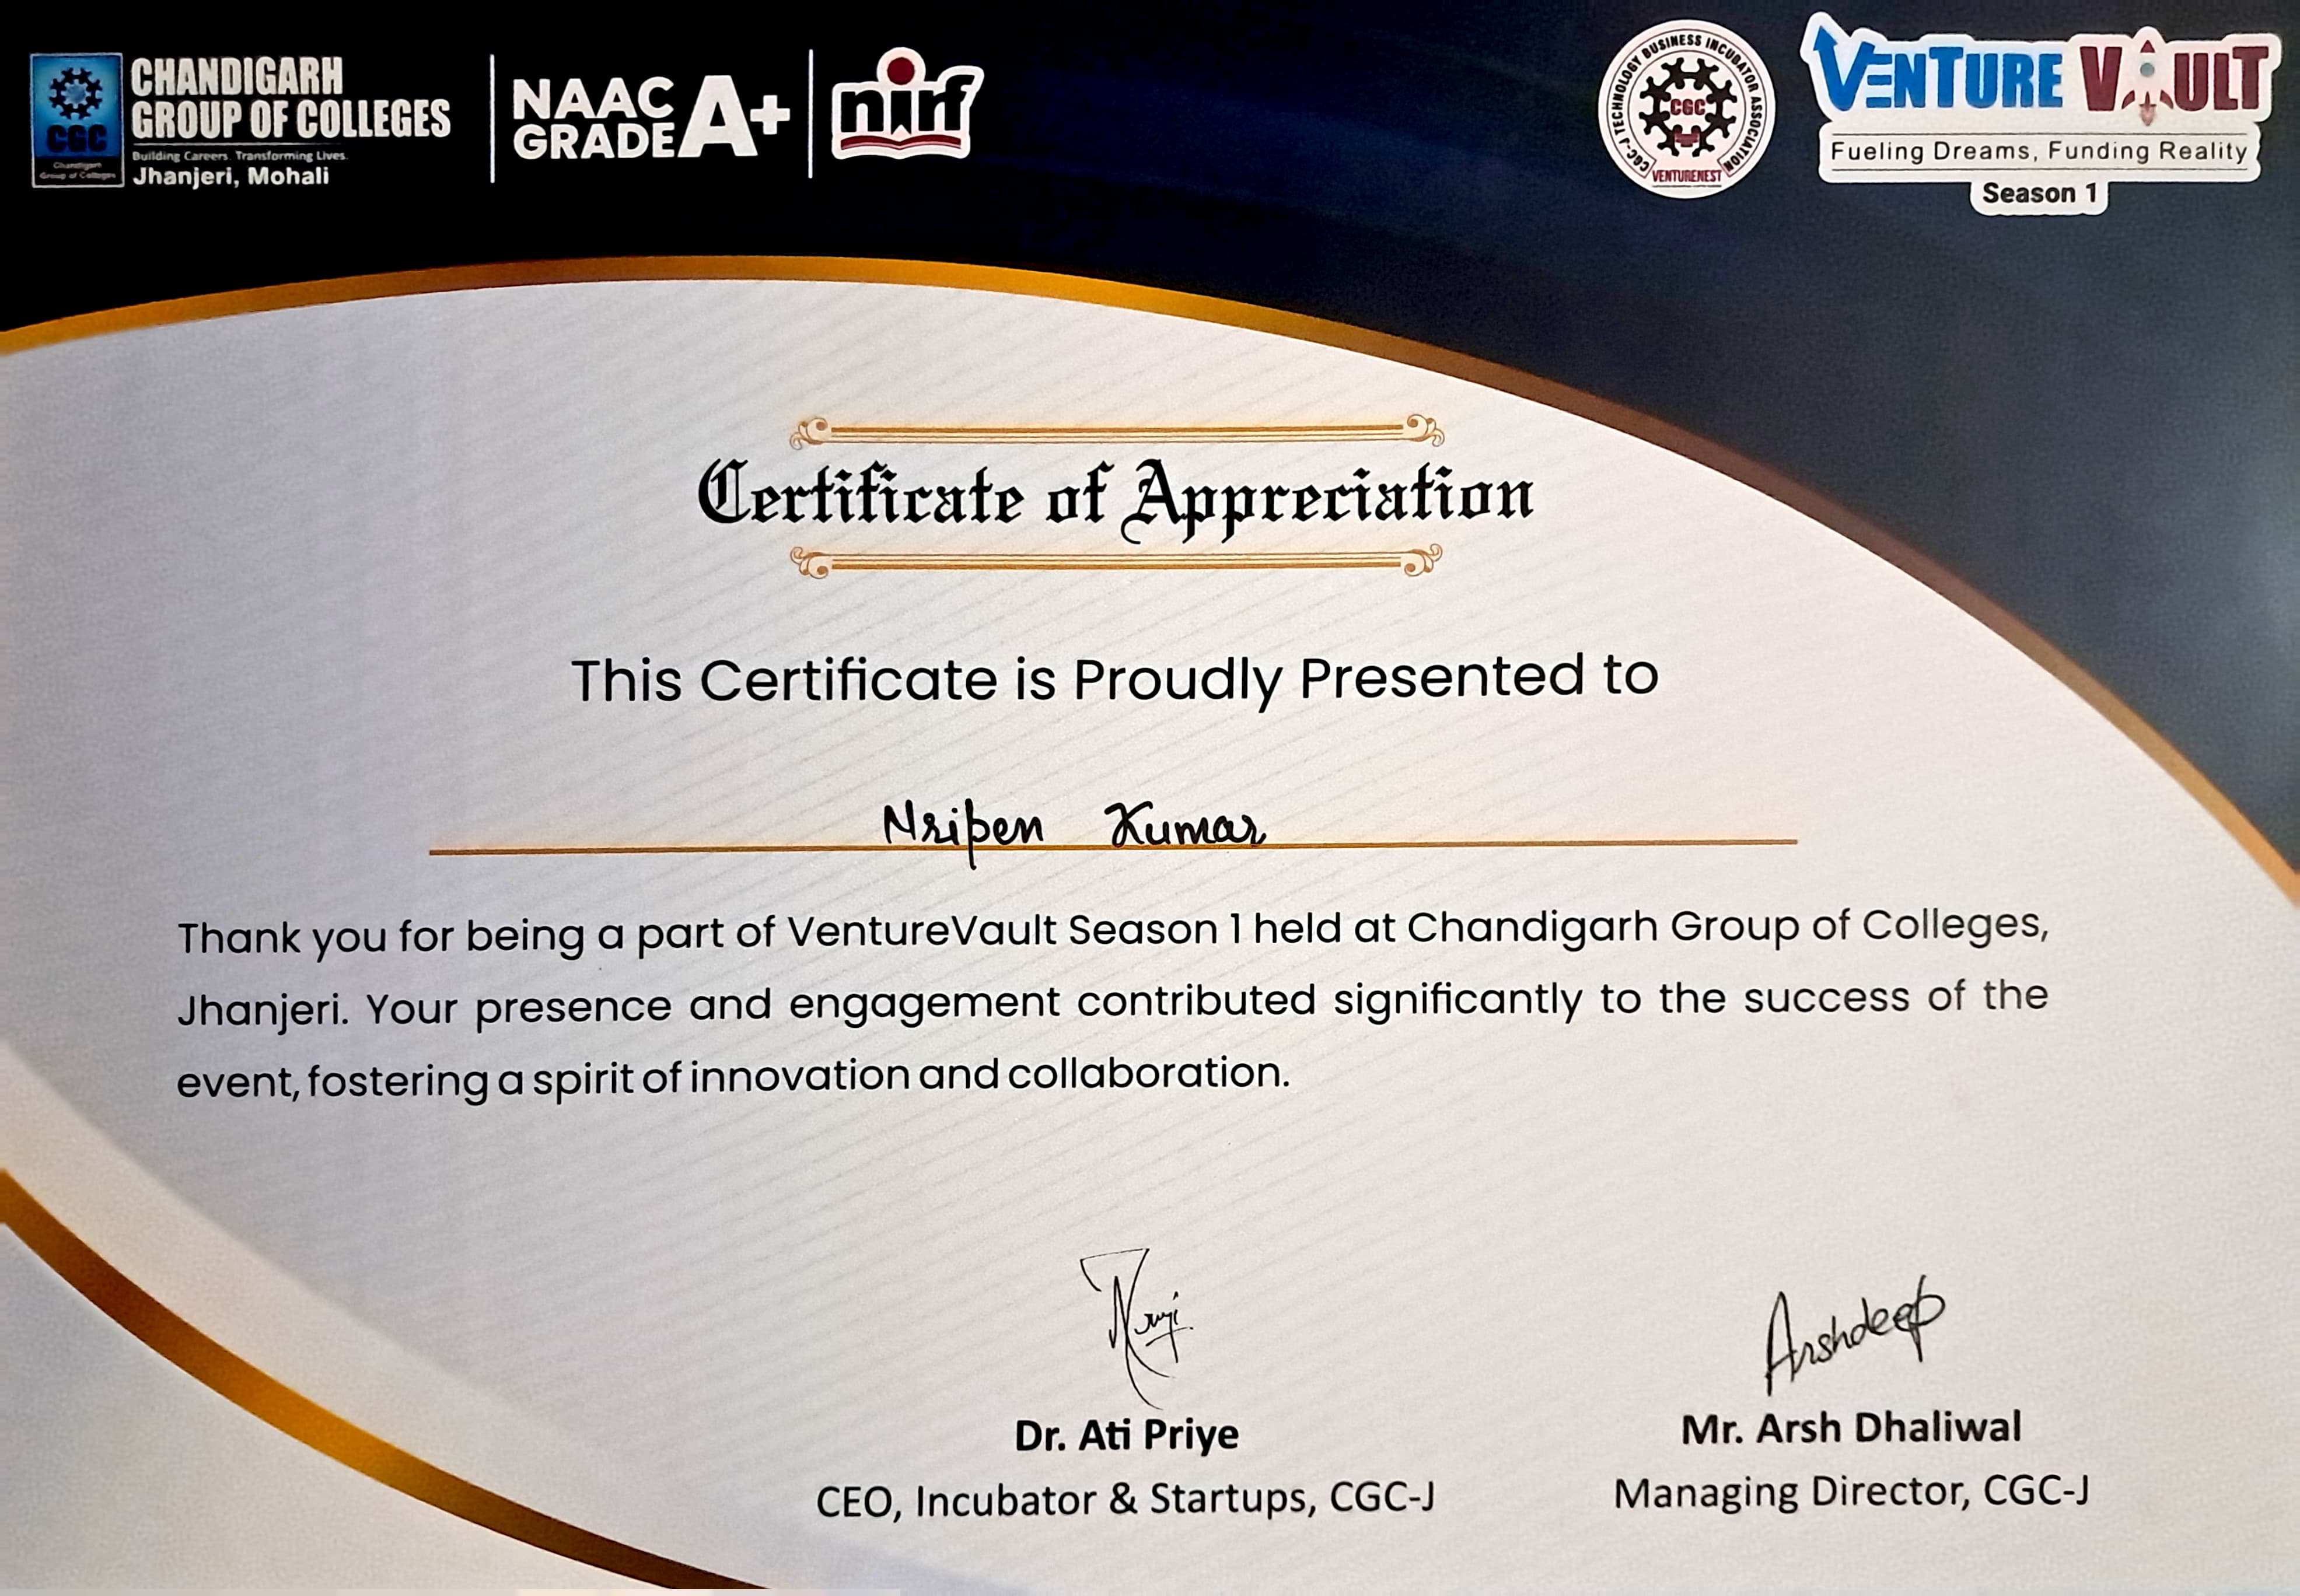 CHANDIGARH
GROUP OF COLLEGES
Building Careers. Transforming Lives.
Jhanjeri, Mohali
CGC
Chandigarh
Group of Colleges
NAAC
GRADE A+
nirf
CGC-J TECHNOLOGY BUSINESS INCUBATOR ASSOCIATION
CGC
VENTURENEST
VENTURE VAULT
Fueling Dreams, Funding Reality
Season 1
Certificate of Appreciation
This Certificate is Proudly Presented to
Nripen Kumar
Thank you for being a part of VentureVault Season 1 held at Chandigarh Group of Colleges,
Jhanjeri. Your presence and engagement contributed significantly to the success of the
event, fostering a spirit of innovation and collaboration.
Arshdeep
Dr. Ati Priye
CEO, Incubator & Startups, CGC-J
Mr. Arsh Dhaliwal
Managing Director, CGC-J